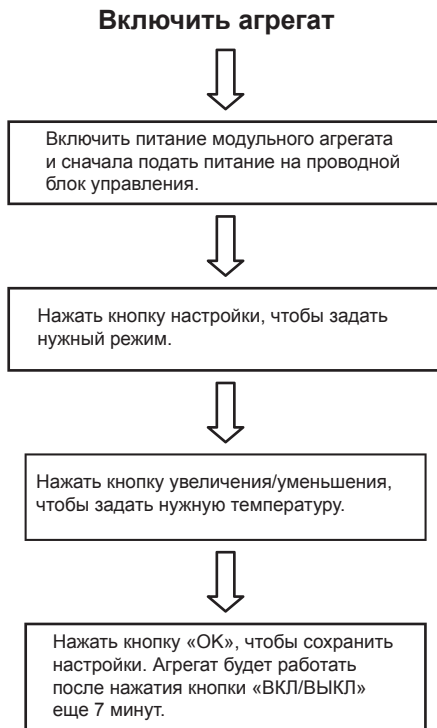 Включить агрегат
Включить питание модульного агрегата
и сначала подать питание на проводной
блок управления.
Нажать кнопку настройки, чтобы задать
нужный режим.
Нажать кнопку увеличения/уменьшения,
чтобы задать нужную температуру.
Нажать кнопку «OK», чтобы сохранить
настройки. Агрегат будет работать
после нажатия кнопки «ВКЛ/ВЫКЛ»
еще 7 минут.